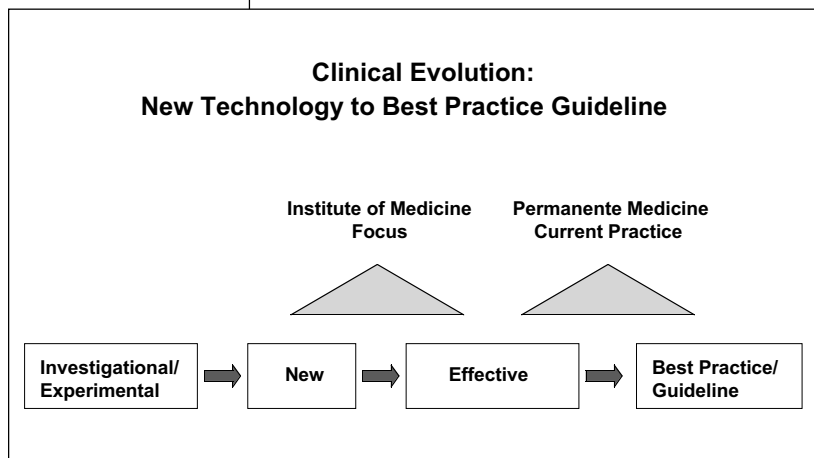 Clinical Evolution:
New Technology to Best Practice Guideline
Institute of Medicine
Focus
Permanente Medicine
Current Practice
Investigational/
Experimental
New
Effective
Best Practice/
Guideline